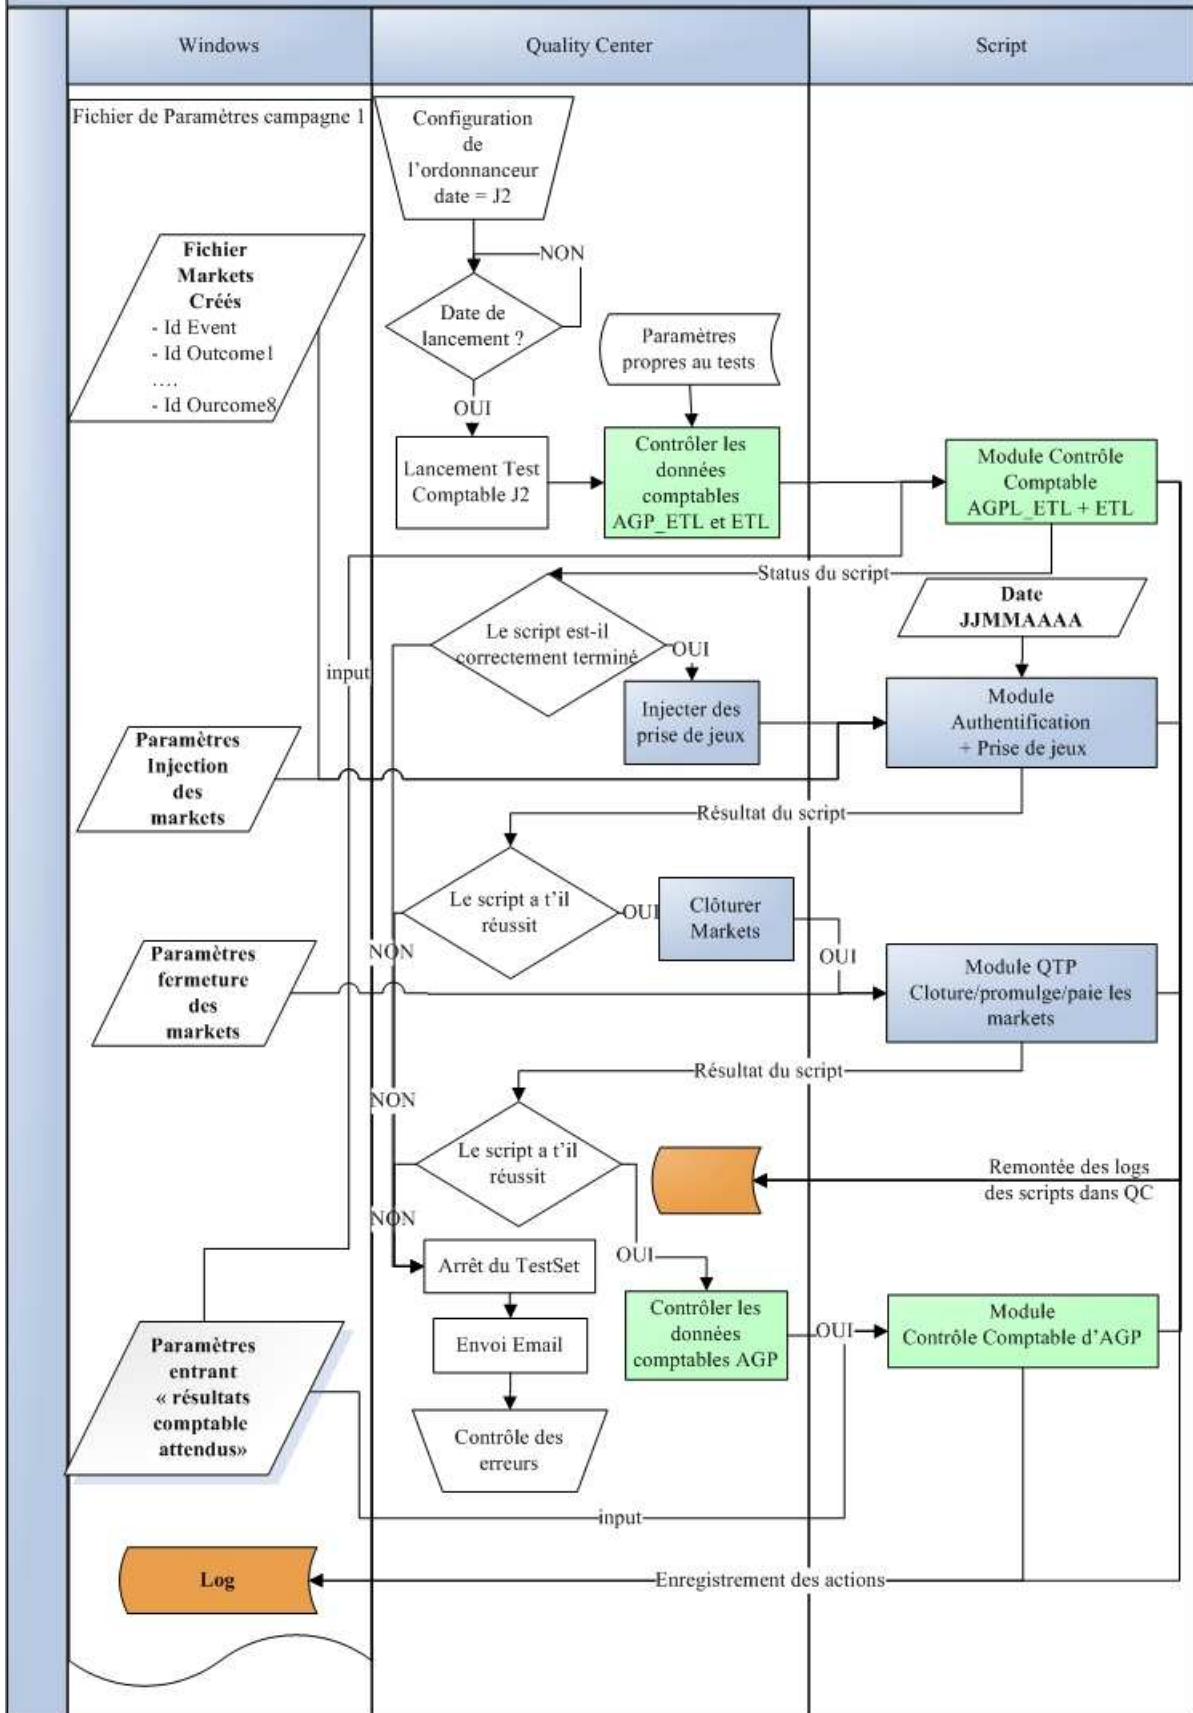 Windows
Quality Center
Script
Fichier de Paramètres campagne 1
Configuration
de
l'ordonnanceur
date = J2
Fichier
Markets
Créés
- Id Event
- Id Outcome1
....
- Id Ourcome8
NON
Date de
lancement ?
Paramètres
propres au tests
OUI
Lancement Test
Comptable J2
Contrôler les
données
comptables
AGP_ETL et ETL
Module Contrôle
Comptable
AGPL_ETL + ETL
Status du script
Date
JJMMAAAA
Le script est-il
correctement terminé
OUI
input
Injecter des
prise de jeux
Module
Authentification
+ Prise de jeux
Paramètres
Injection
des
markets
Résultat du script
Le script a t'il
réussit
OUI
Clôturer
Markets
NON
OUI
Paramètres
fermeture
des
markets
Module QTP
Cloture/promulge/paie les
markets
Résultat du script
NON
Le script a t'il
réussit
Remontée des logs
des scripts dans QC
NON
OUI
Arrêt du TestSet
Contrôler les
données
comptables AGP
OUI
Module
Contrôle Comptable d'AGP
Envoi Email
Paramètres
entrant
« résultats
comptable
attendus»
Contrôle des
erreurs
input
Log
Enregistrement des actions